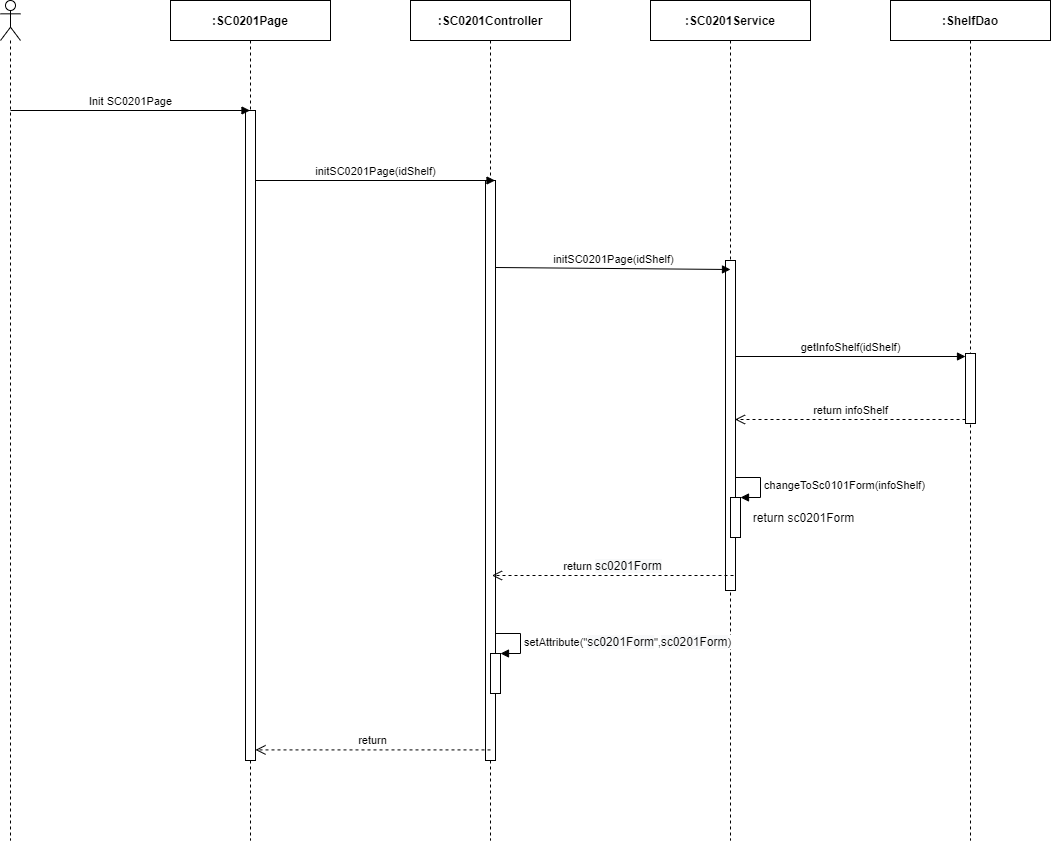 :SC0201Page
:SC0201Controller
:SC0201Service
:ShelfDao
Init SC0201Page
initSC0201Page(idShelf)
initSC0201Page(idShelf)
getInfoShelf(idShelf)
return infoShelf
changeToSc0101Form(infoShelf)
return sc0201Form
return sc0201Form
setAttribute("sc0201Form",sc0201Form)
return